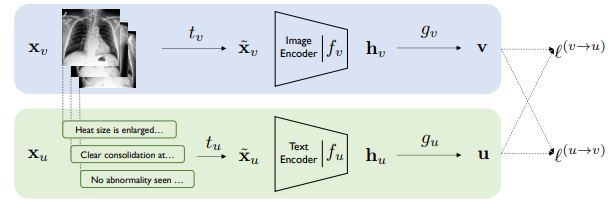 x_v t_v x̃_v Image Encoder f_v h_v g_v v ℓ^(v→u)
Heat size is enlarged…
x_u Clear consolidation at… t_u x̃_u Text Encoder f_u h_u g_u u ℓ^(u→v)
No abnormality seen …